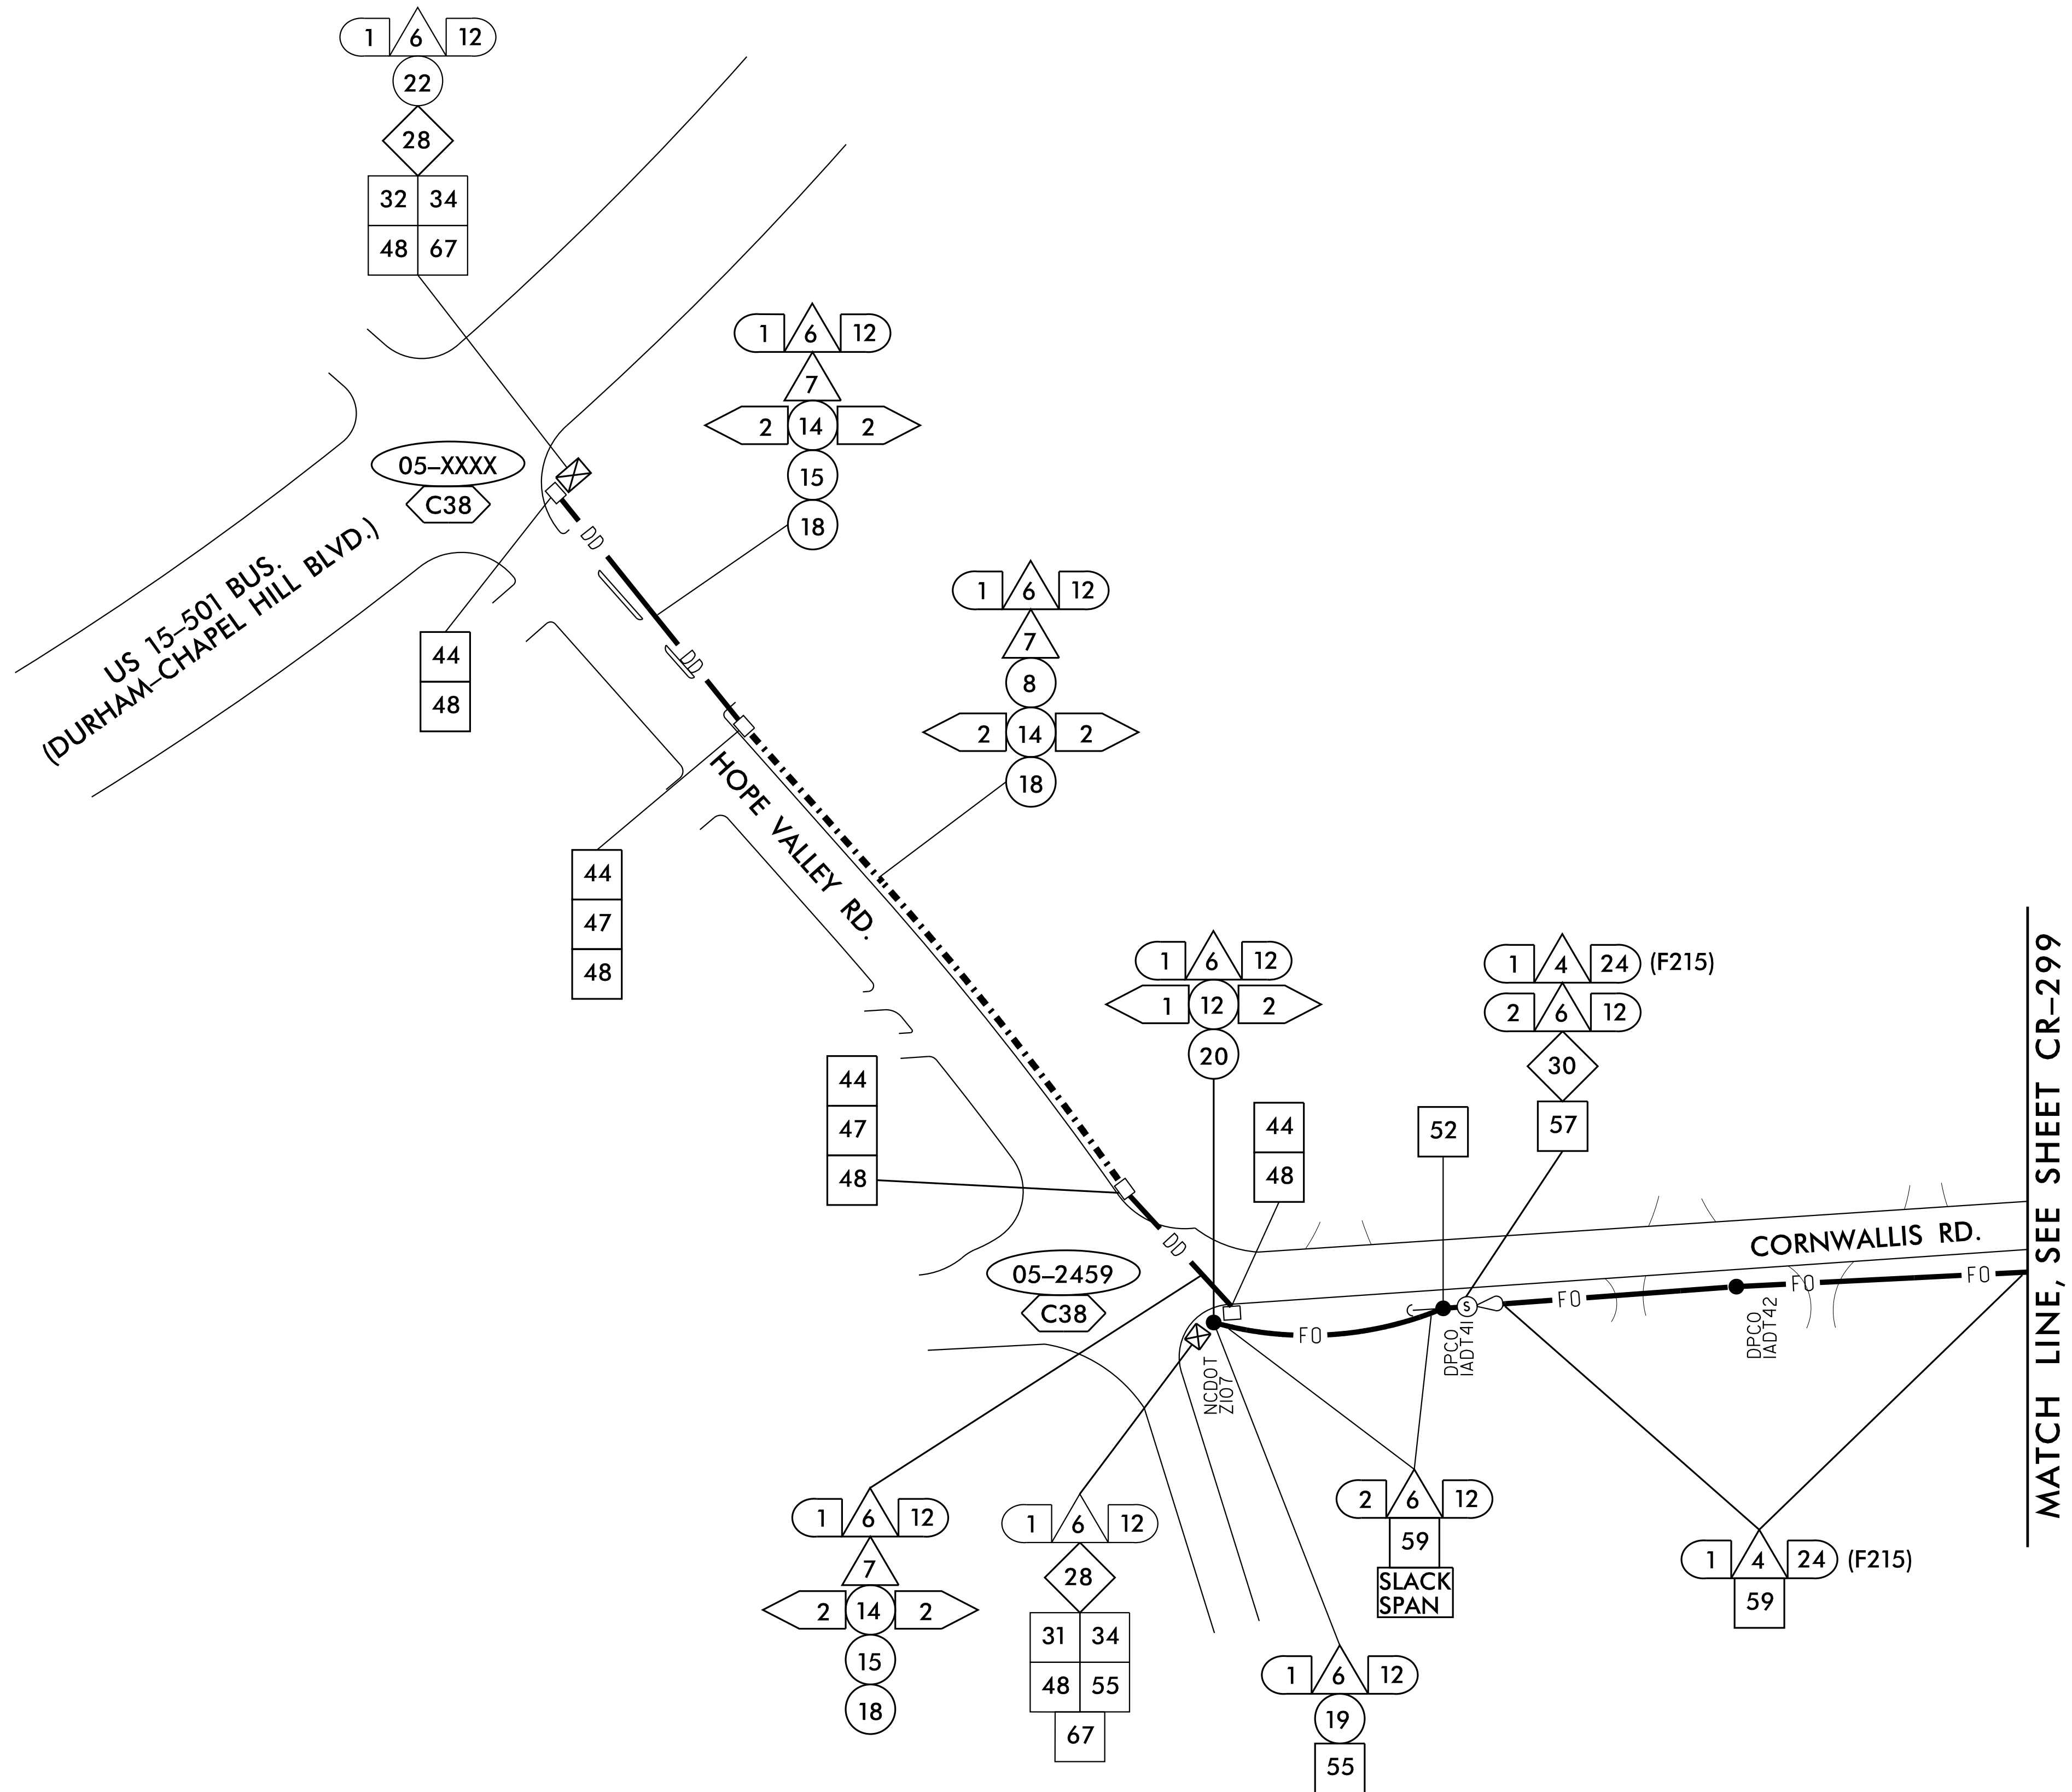 1 6 12
22
28
32 34
48 67
1 6 12
7
2 14 2
15
18
05–XXXX
C38
US 15–501 BUS.
(DURHAM–CHAPEL HILL BLVD.)
DD
DD
44
48
1 6 12
7
8
2 14 2
18
HOPE VALLEY RD.
44
47
48
1 6 12
1 12 2
20
1 4 24 (F215)
2 6 12
30
57
44
47
48
44
48
52
MATCH LINE, SEE SHEET CR–299
CORNWALLIS RD.
DD
05–2459
C38
FO
FO
FO
FO
S
DPCO
IADT41
DPCO
IADT42
NCDOT
Z107
1 6 12
7
2 14 2
15
18
1 6 12
28
31 34
48 55
67
2 6 12
59
SLACK
SPAN
1 4 24 (F215)
59
1 6 12
19
55